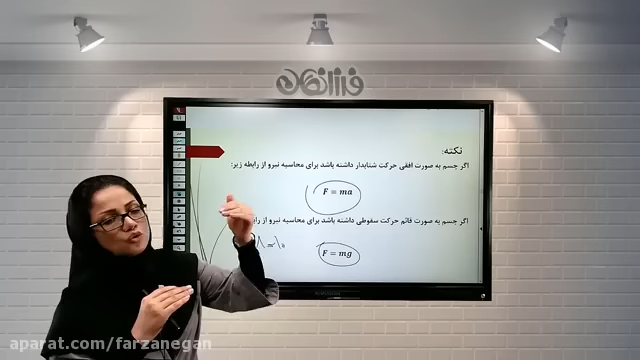 فرزانگان
نکته:
اگر جسم به صورت افقی حرکت شتابدار داشته باشد برای محاسبه نیرو از رابطه زیر:
F = ma
اگر جسم به صورت قائم حرکت سقوطی داشته باشد برای محاسبه نیرو از رابطه
F = mg
aparat.com/farzanegan